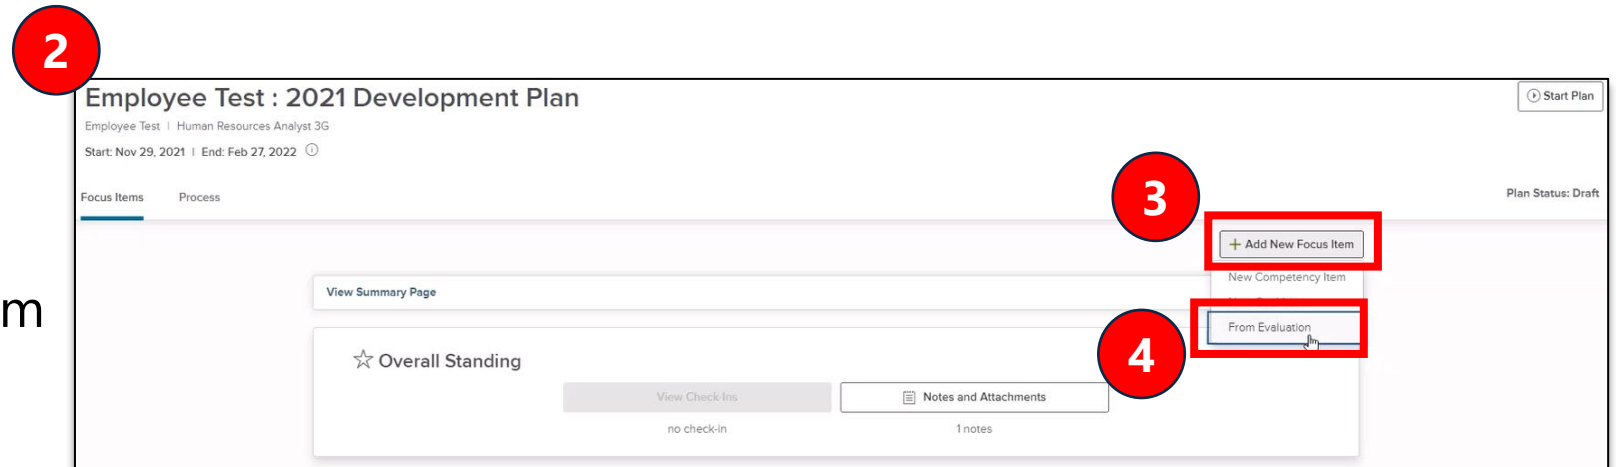 2
Employee Test : 2021 Development Plan
Start Plan
Employee Test | Human Resources Analyst 3G
Start: Nov 29, 2021 | End: Feb 27, 2022
3
Focus Items Process
Plan Status: Draft
+ Add New Focus Item
New Competency Item
View Summary Page
m
From Evaluation
4
Overall Standing
View Check-Ins
Notes and Attachments
no check-in
1 notes